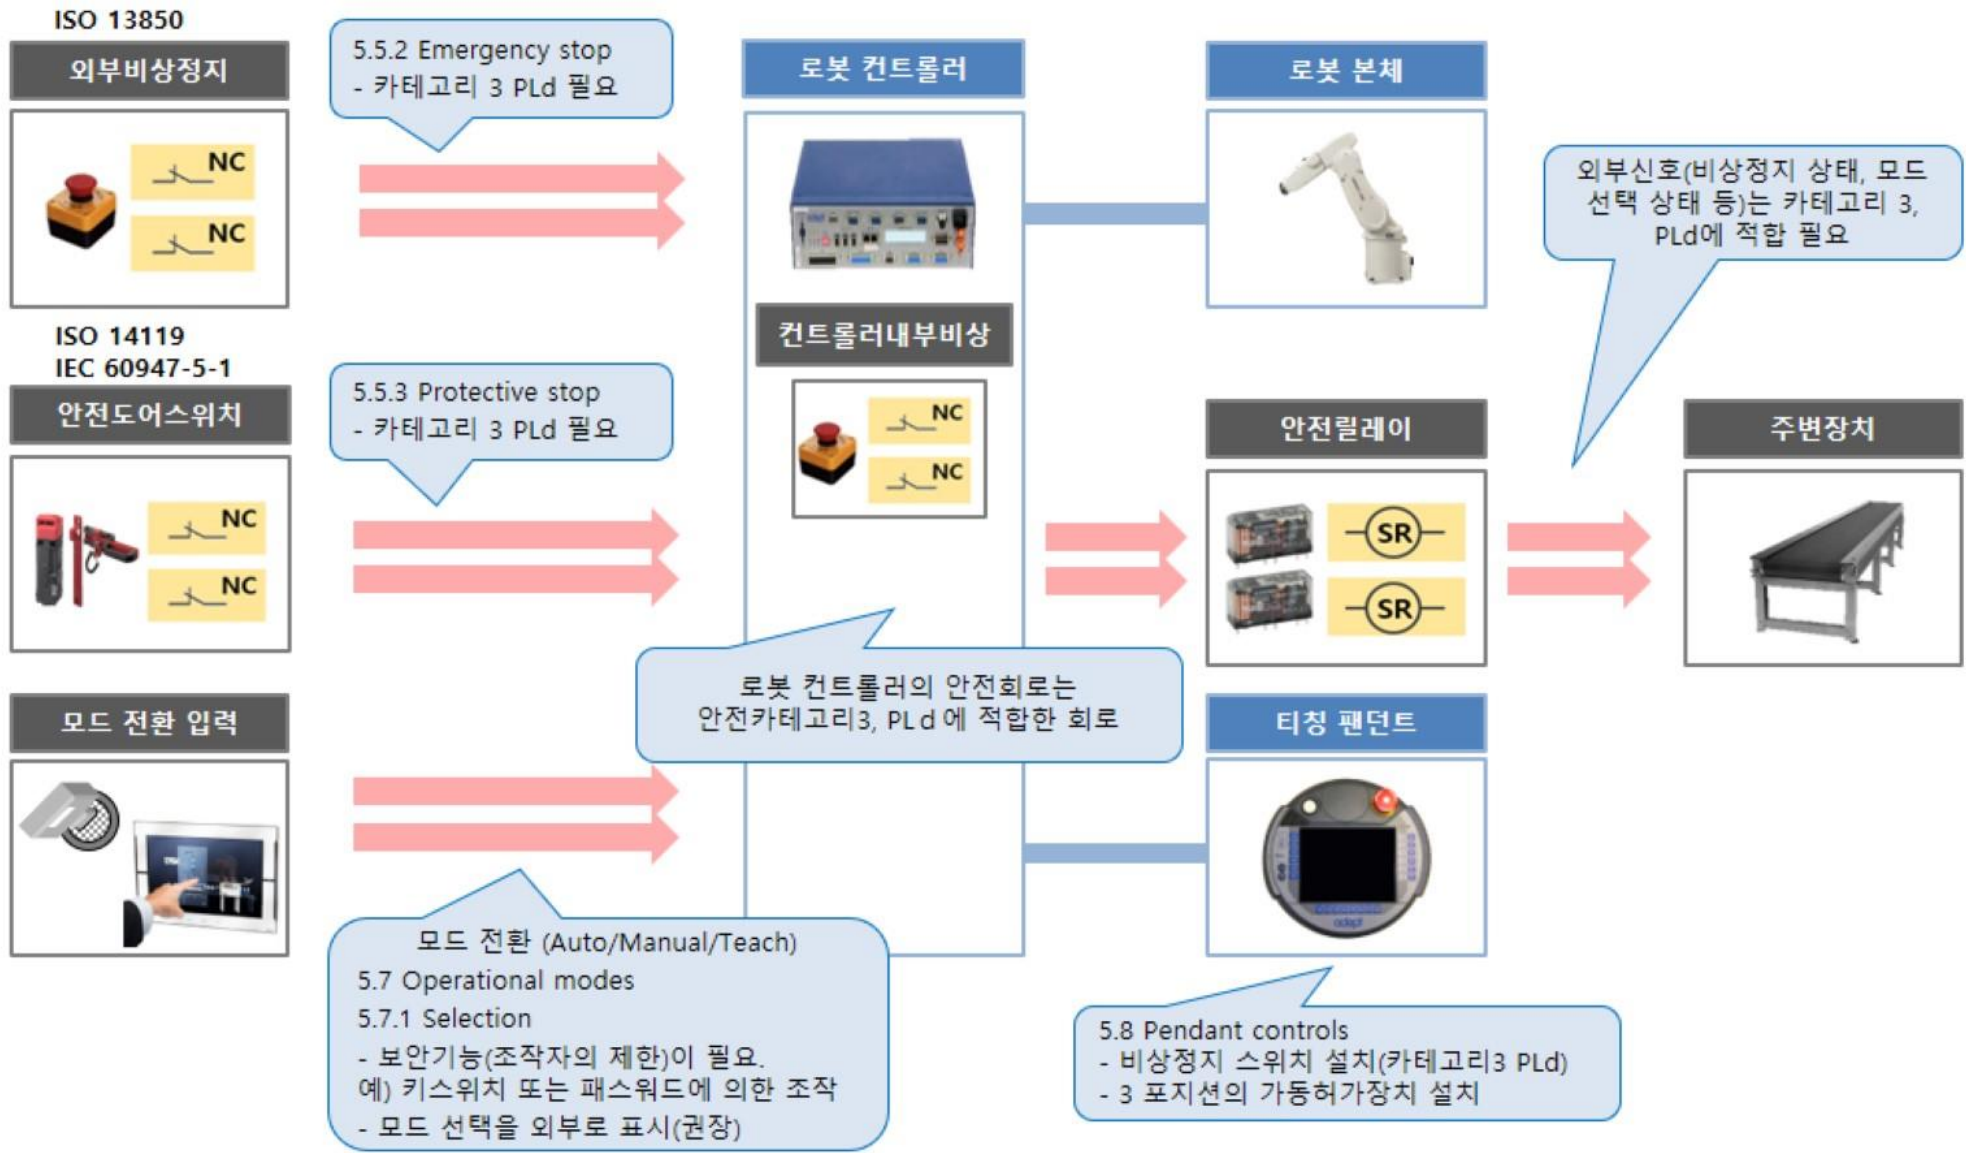 ISO 13850
외부비상정지
NC
NC
5.5.2 Emergency stop
- 카테고리 3 PLd 필요
로봇 컨트롤러
로봇 본체
외부신호(비상정지 상태, 모드
선택 상태 등)는 카테고리 3,
PLd에 적합 필요
ISO 14119
IEC 60947-5-1
안전도어스위치
NC
NC
5.5.3 Protective stop
- 카테고리 3 PLd 필요
컨트롤러내부비상
NC
NC
안전릴레이
SR
SR
주변장치
로봇 컨트롤러의 안전회로는
안전카테고리3, PLd 에 적합한 회로
모드 전환 입력
티칭 팬던트
adept
모드 전환 (Auto/Manual/Teach)
5.7 Operational modes
5.7.1 Selection
- 보안기능(조작자의 제한)이 필요.
예) 키스위치 또는 패스워드에 의한 조작
- 모드 선택을 외부로 표시(권장)
5.8 Pendant controls
- 비상정지 스위치 설치(카테고리3 PLd)
- 3 포지션의 가동허가장치 설치